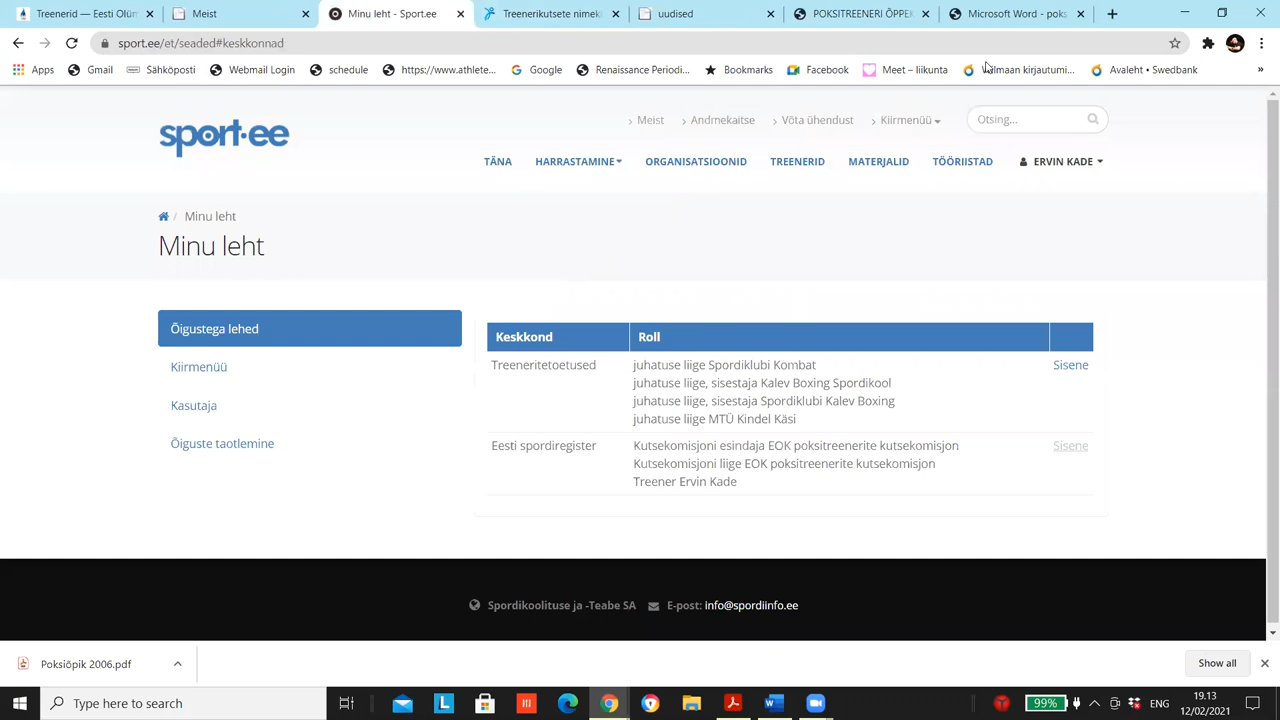 Treenerid — Eesti Olün
Meist
Minu leht - Sport.ee
Treenerikutsete nimek
uudised
POKSITREENERI ÕPPEK
Microsoft Word - poks
sport.ee/et/seaded#keskkonnad
Apps
Gmail
Sähköposti
Webmail Login
schedule
https://www.athlete...
Google
Renaissance Periodi...
Bookmarks
Facebook
Meet – liikunta
ilmaan kirjautumi...
Avaleht • Swedbank
»
sport.ee
Meist
Andmekaitse
Võta ühendust
Kiirmenüü
Otsing...
TÄNA
HARRASTAMINE
ORGANISATSIOONID
TREENERID
MATERJALID
TÖÖRIISTAD
ERVIN KADE
/ Minu leht
Minu leht
Õigustega lehed
Kiirmenüü
Kasutaja
Õiguste taotlemine
Keskkond Roll
Treeneritetoetused juhatuse liige Spordiklubi Kombat Sisene
juhatuse liige, sisestaja Kalev Boxing Spordikool
juhatuse liige, sisestaja Spordiklubi Kalev Boxing
juhatuse liige MTÜ Kindel Käsi
Eesti spordiregister Kutsekomisjoni esindaja EOK poksitreenerite kutsekomisjon Sisene
Kutsekomisjoni liige EOK poksitreenerite kutsekomisjon
Treener Ervin Kade
Spordikoolituse ja -Teabe SA E-post: info@spordiinfo.ee
Poksiõpik 2006.pdf
Show all
Type here to search
99%
ENG
19.13
12/02/2021